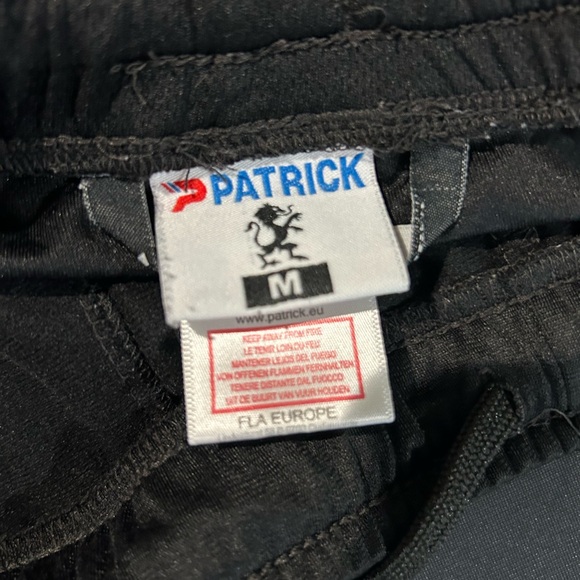 PATRICK
M
www.patrick.eu
KEEP AWAY FROM FIRE
LE TENIR LOIN DU FEU
MANTENER LEJOS DEL FUEGO
VON OFFENEN FLAMMEN FERNHALTEN
TENERE DISTANTE DAL FUOCCO
UIT DE BUURT VAN VUUR HOUDEN
FLA EUROPE